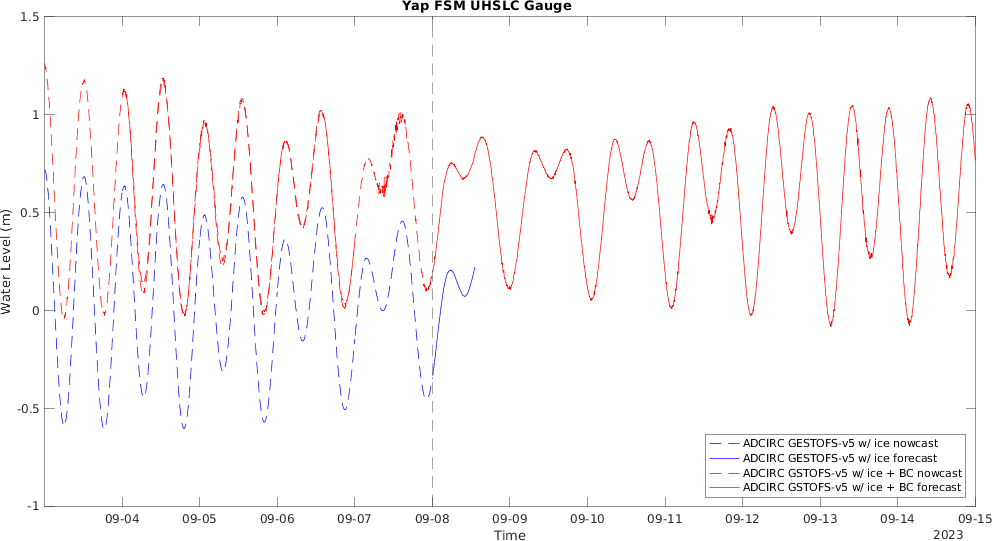 Yap FSM UHSLC Gauge
1.5
1
0.5
0
-0.5
-1
Water Level (m)
ADCIRC GESTOFS-v5 w/ ice nowcast
ADCIRC GESTOFS-v5 w/ ice forecast
ADCIRC GSTOFS-v5 w/ ice + BC nowcast
ADCIRC GSTOFS-v5 w/ ice + BC forecast
09-04 09-05 09-06 09-07 09-08 09-09 09-10 09-11 09-12 09-13 09-14 09-15
Time
2023